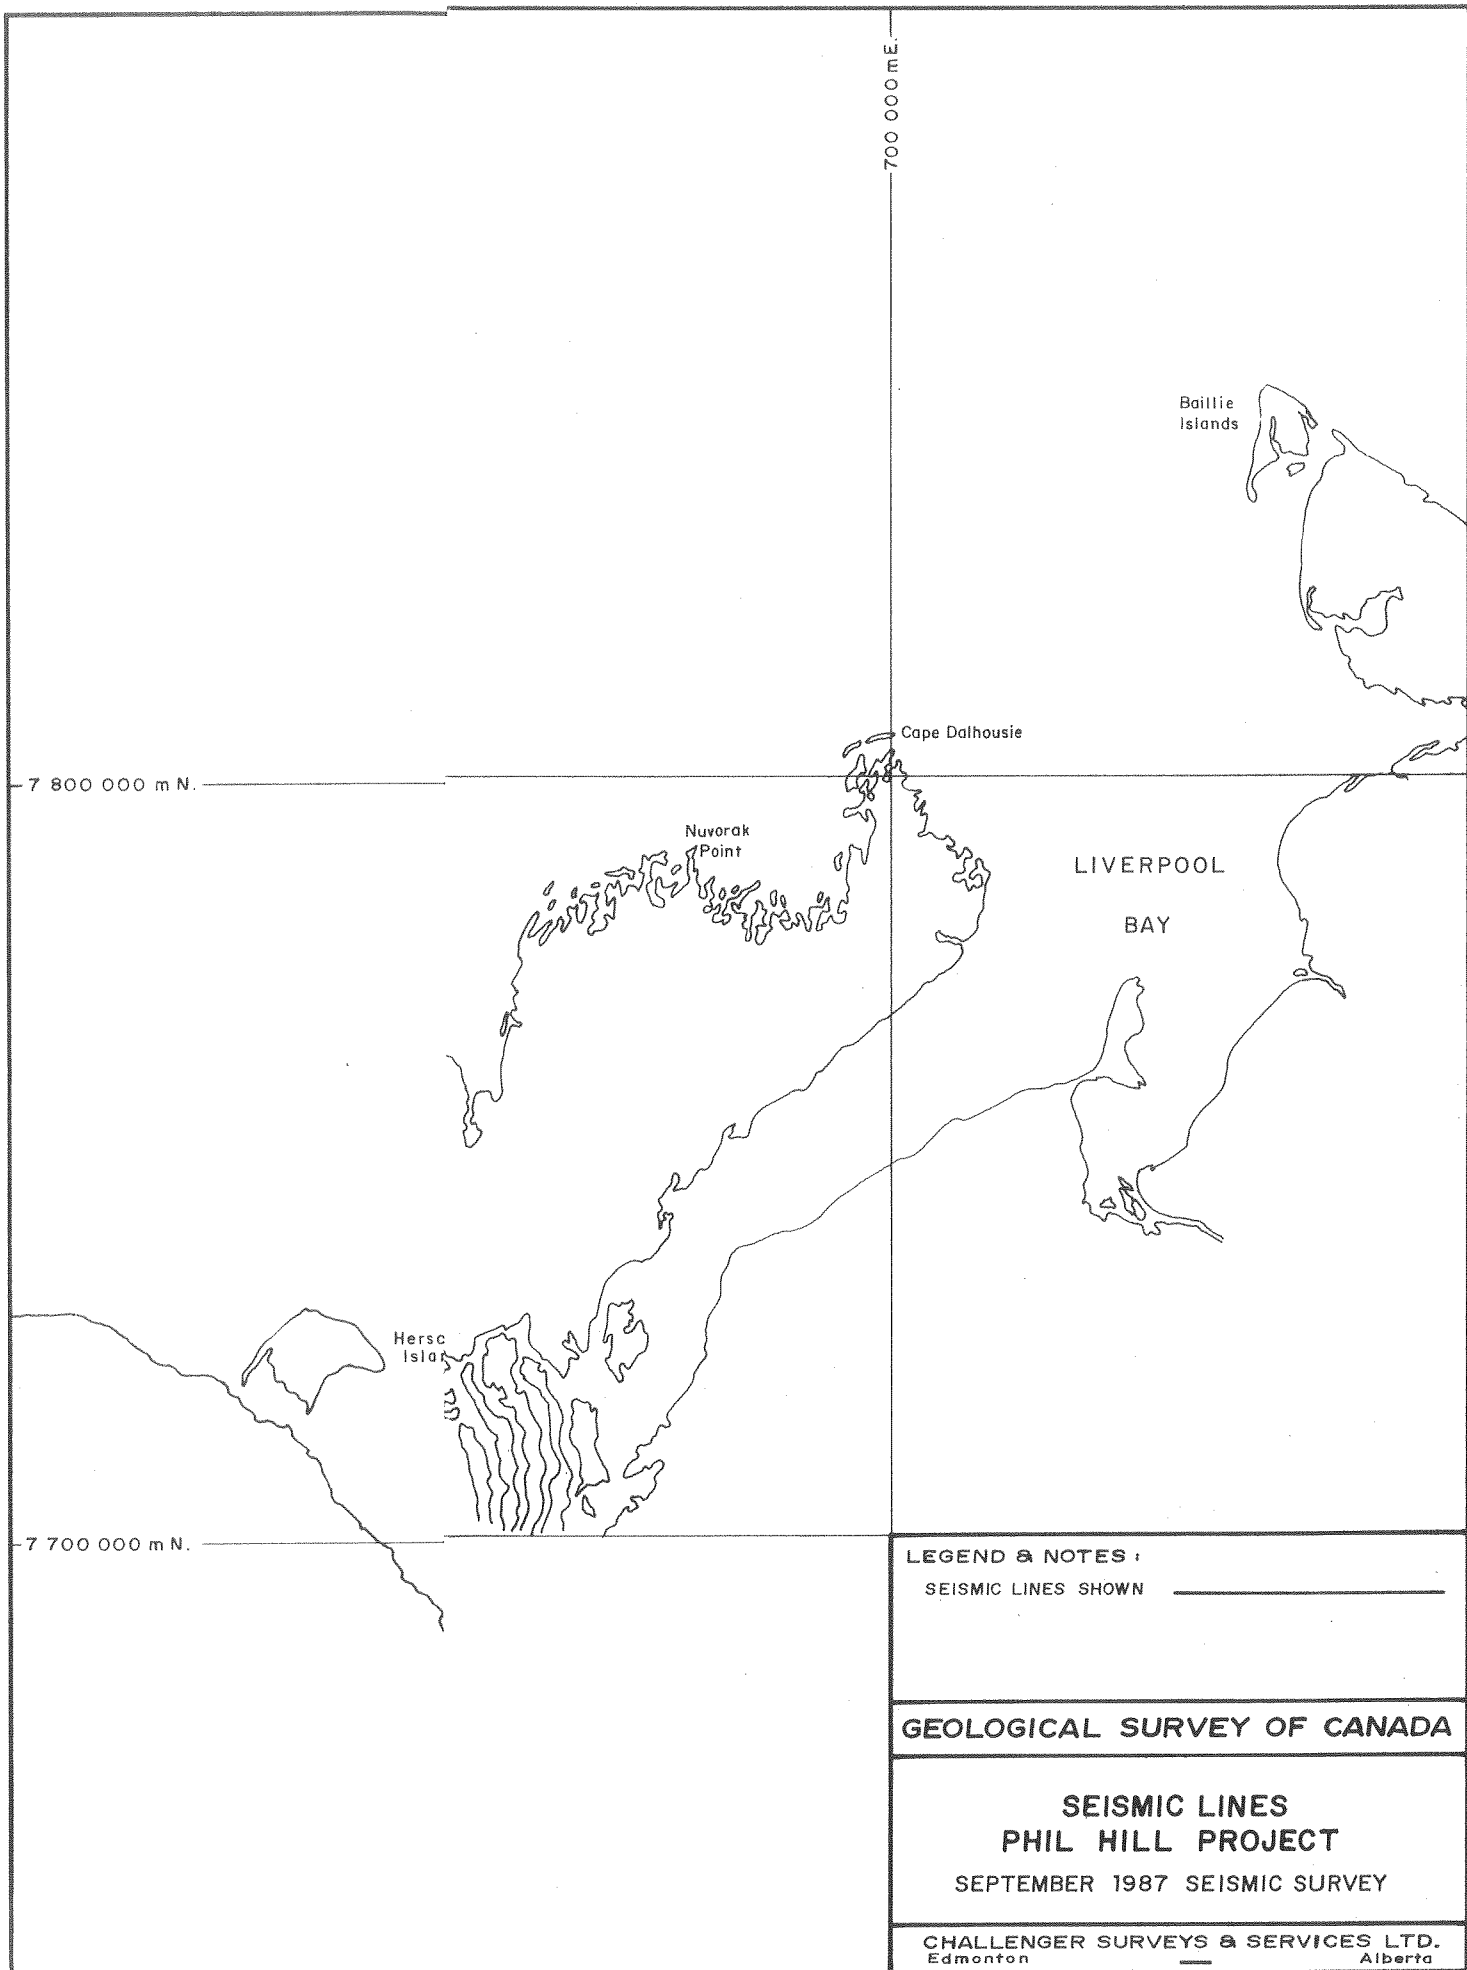 700 000 mE.
Baillie
Islands
Cape Dalhousie
7 800 000 m N.
Nuvorak
Point
LIVERPOOL
BAY
Hersc
Islan
7 700 000 m N.
LEGEND & NOTES :
SEISMIC LINES SHOWN
GEOLOGICAL SURVEY OF CANADA
SEISMIC LINES
PHIL HILL PROJECT
SEPTEMBER 1987 SEISMIC SURVEY
CHALLENGER SURVEYS & SERVICES LTD.
Edmonton Alberta